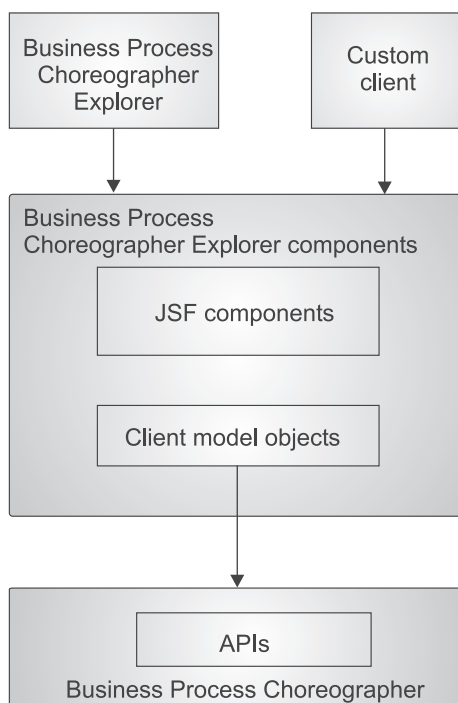 Business Process
Choreographer
Explorer
Custom
client
Business Process
Choreographer Explorer components
JSF components
Client model objects
APIs
Business Process Choreographer